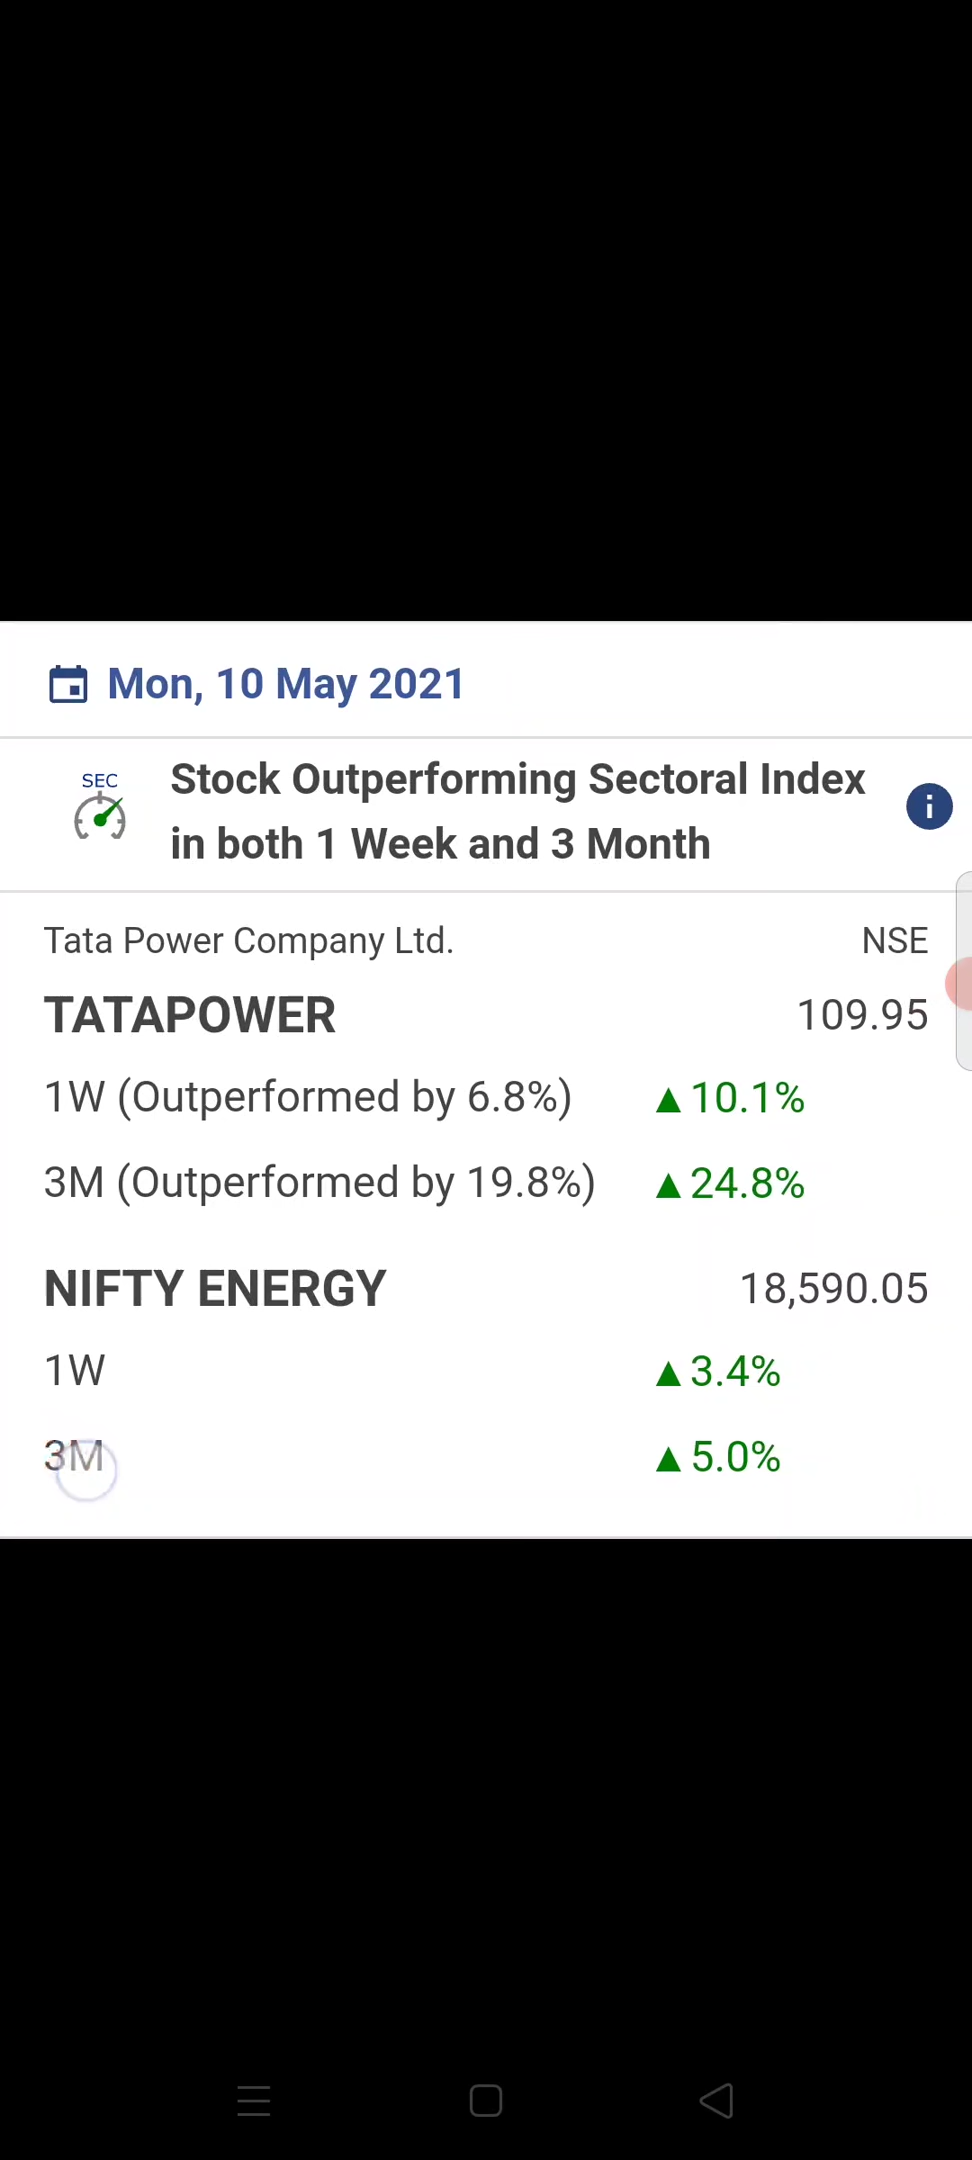 Mon, 10 May 2021
SEC
Stock Outperforming Sectoral Index
in both 1 Week and 3 Month
i
Tata Power Company Ltd. NSE
TATAPOWER 109.95
1W (Outperformed by 6.8%) ▲10.1%
3M (Outperformed by 19.8%) ▲24.8%
NIFTY ENERGY 18,590.05
1W ▲3.4%
3M ▲5.0%